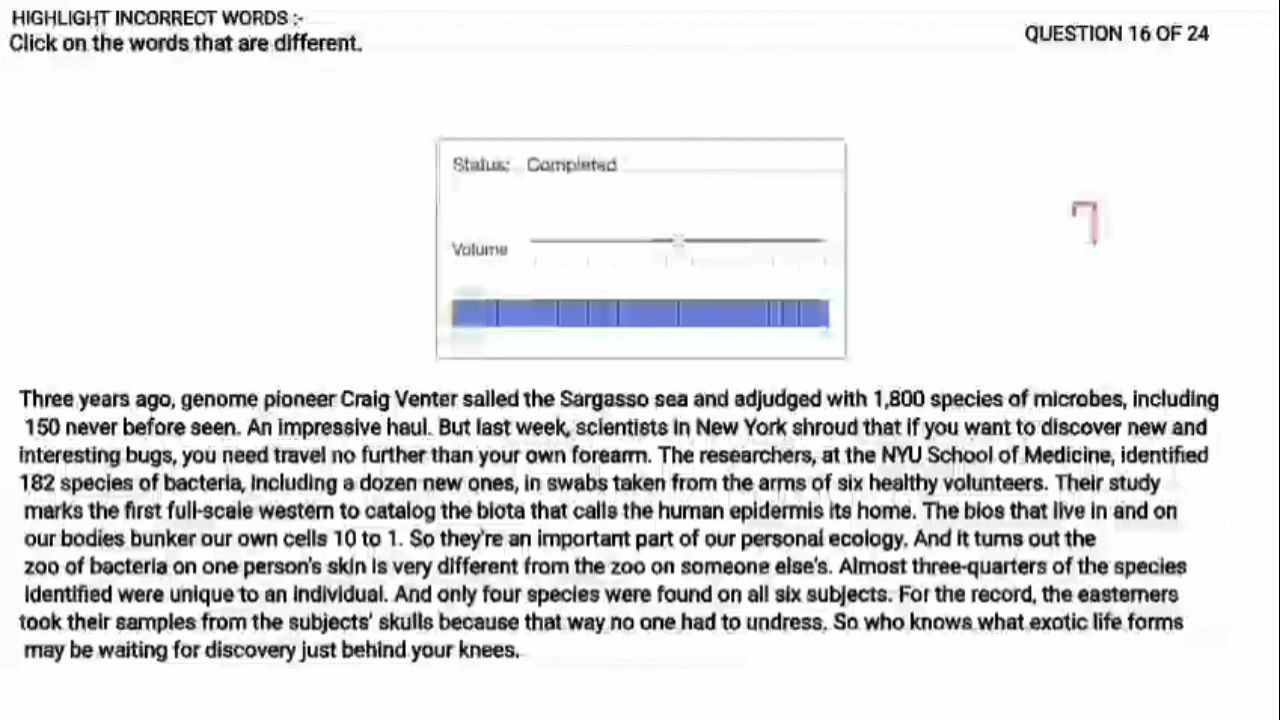 HIGHLIGHT INCORRECT WORDS :-
Click on the words that are different.
QUESTION 16 OF 24
Status: Completed
7
Volume
Three years ago, genome pioneer Craig Venter sailed the Sargasso sea and adjudged with 1,800 species of microbes, including
150 never before seen. An impressive haul. But last week, scientists in New York shroud that if you want to discover new and
interesting bugs, you need travel no further than your own forearm. The researchers, at the NYU School of Medicine, identified
182 species of bacteria, including a dozen new ones, in swabs taken from the arms of six healthy volunteers. Their study
marks the first full-scale western to catalog the biota that calls the human epidermis its home. The bios that live in and on
our bodies bunker our own cells 10 to 1. So they're an important part of our personal ecology. And it turns out the
zoo of bacteria on one person's skin is very different from the zoo on someone else's. Almost three-quarters of the species
identified were unique to an individual. And only four species were found on all six subjects. For the record, the easterners
took their samples from the subjects' skulls because that way no one had to undress. So who knows what exotic life forms
may be waiting for discovery just behind your knees.